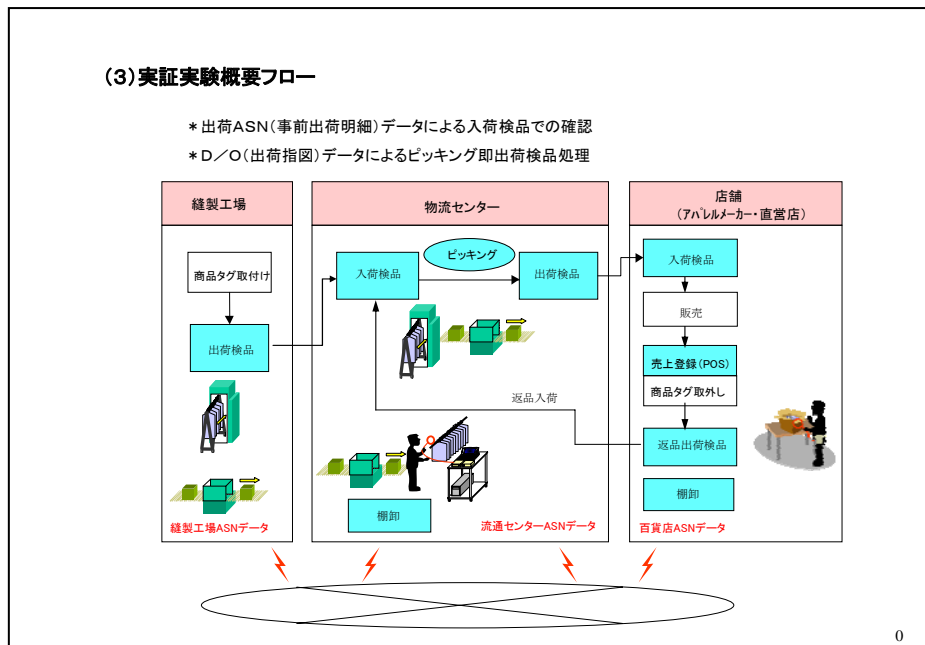 （3）実証実験概要フロー
＊出荷ASN（事前出荷明細）データによる入荷検品での確認
＊D／O（出荷指図）データによるピッキング即出荷検品処理
縫製工場
商品タグ取付け
出荷検品
縫製工場ASNデータ
物流センター
入荷検品
ピッキング
出荷検品
返品入荷
棚卸
流通センターASNデータ
店舗
（ｱﾊﾟﾚﾙﾒｰｶｰ・直営店）
入荷検品
販売
売上登録（POS）
商品タグ取外し
返品出荷検品
棚卸
百貨店ASNデータ
0